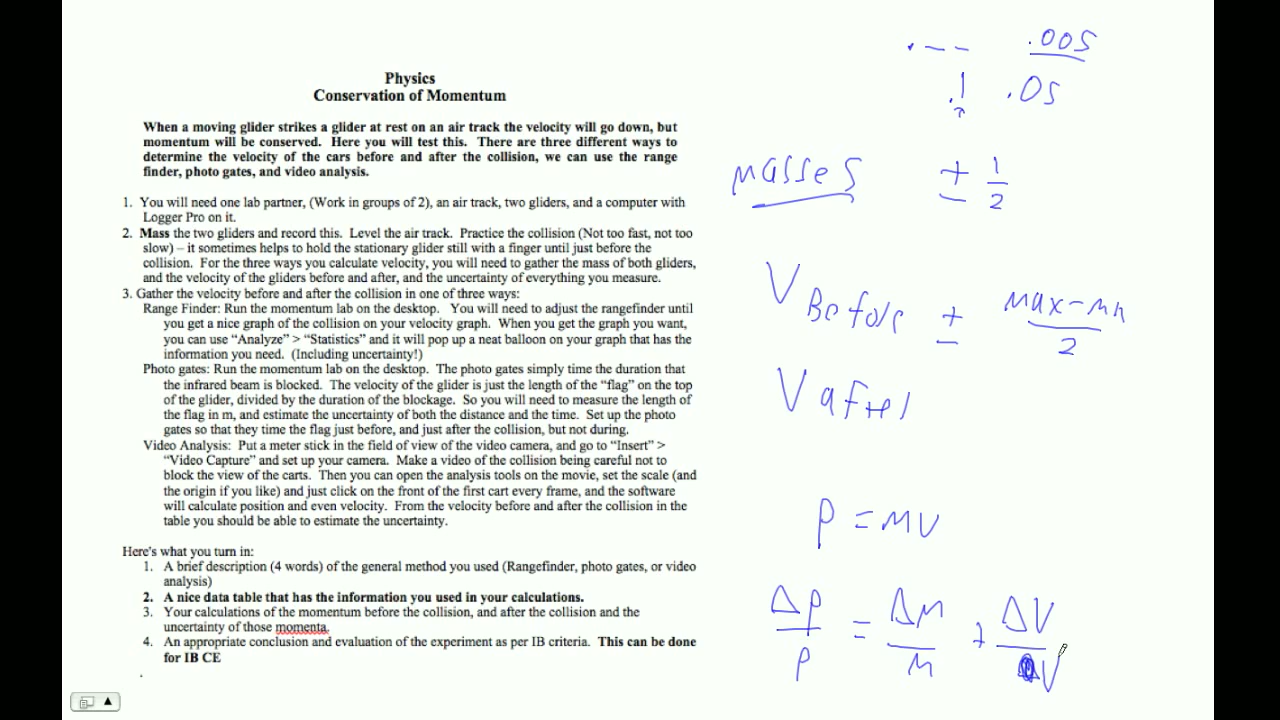 Physics
Conservation of Momentum
When a moving glider strikes a glider at rest on an air track the velocity will go down, but
momentum will be conserved. Here you will test this. There are three different ways to
determine the velocity of the cars before and after the collision, we can use the range
finder, photo gates, and video analysis.
1. You will need one lab partner, (Work in groups of 2), an air track, two gliders, and a computer with
Logger Pro on it.
2. Mass the two gliders and record this. Level the air track. Practice the collision (Not too fast, not too
slow) – it sometimes helps to hold the stationary glider still with a finger until just before the
collision. For the three ways you calculate velocity, you will need to gather the mass of both gliders,
and the velocity of the gliders before and after, and the uncertainty of everything you measure.
3. Gather the velocity before and after the collision in one of three ways:
Range Finder: Run the momentum lab on the desktop. You will need to adjust the rangefinder until
you get a nice graph of the collision on your velocity graph. When you get the graph you want,
you can use “Analyze” > “Statistics” and it will pop up a neat balloon on your graph that has the
information you need. (Including uncertainty!)
Photo gates: Run the momentum lab on the desktop. The photo gates simply time the duration that
the infrared beam is blocked. The velocity of the glider is just the length of the “flag” on the top
of the glider, divided by the duration of the blockage. So you will need to measure the length of
the flag in m, and estimate the uncertainty of both the distance and the time. Set up the photo
gates so that they time the flag just before, and just after the collision, but not during.
Video Analysis: Put a meter stick in the field of view of the video camera, and go to “Insert” >
“Video Capture” and set up your camera. Make a video of the collision being careful not to
block the view of the carts. Then you can open the analysis tools on the movie, set the scale (and
the origin if you like) and just click on the front of the first cart every frame, and the software
will calculate position and even velocity. From the velocity before and after the collision in the
table you should be able to estimate the uncertainty.
Here's what you turn in:
1. A brief description (4 words) of the general method you used (Rangefinder, photo gates, or video
analysis)
2. A nice data table that has the information you used in your calculations.
3. Your calculations of the momentum before the collision, and after the collision and the
uncertainty of those momenta.
4. An appropriate conclusion and evaluation of the experiment as per IB criteria. This can be done
for IB CE
.
. _ _ .005
.1 .05
masses ± 1/2
V Before ± max-mn/2
V after
P = MV
ΔP/P = ΔM/M + ΔV/V